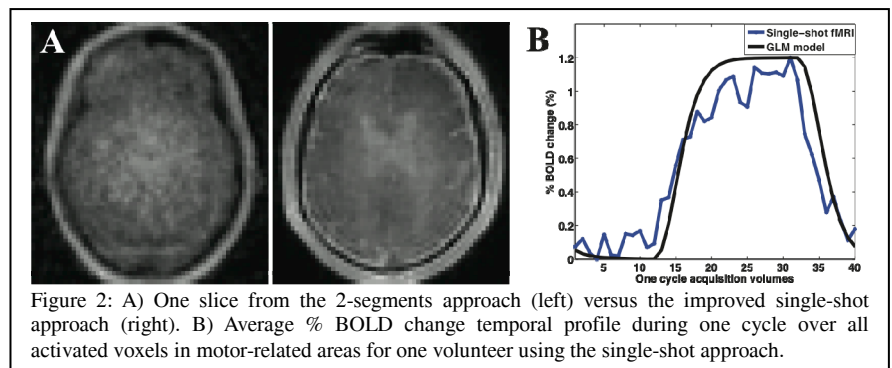 A
B
Single-shot fMRI
GLM model
% BOLD change (%)
1.2
1
0.8
0.6
0.4
0.2
0
5 10 15 20 25 30 35 40
One cycle acquisition volumes
Figure 2: A) One slice from the 2-segments approach (left) versus the improved single-shot
approach (right). B) Average % BOLD change temporal profile during one cycle over all
activated voxels in motor-related areas for one volunteer using the single-shot approach.